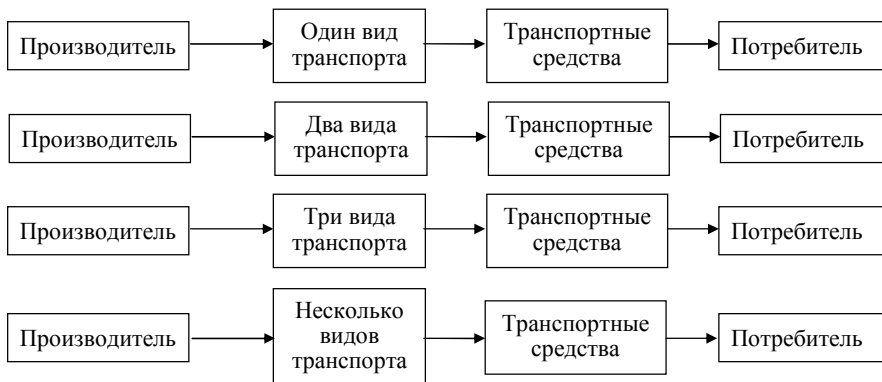 Производитель
Один вид
транспорта
Транспортные
средства
Потребитель
Производитель
Два вида
транспорта
Транспортные
средства
Потребитель
Производитель
Три вида
транспорта
Транспортные
средства
Потребитель
Производитель
Несколько
видов
транспорта
Транспортные
средства
Потребитель